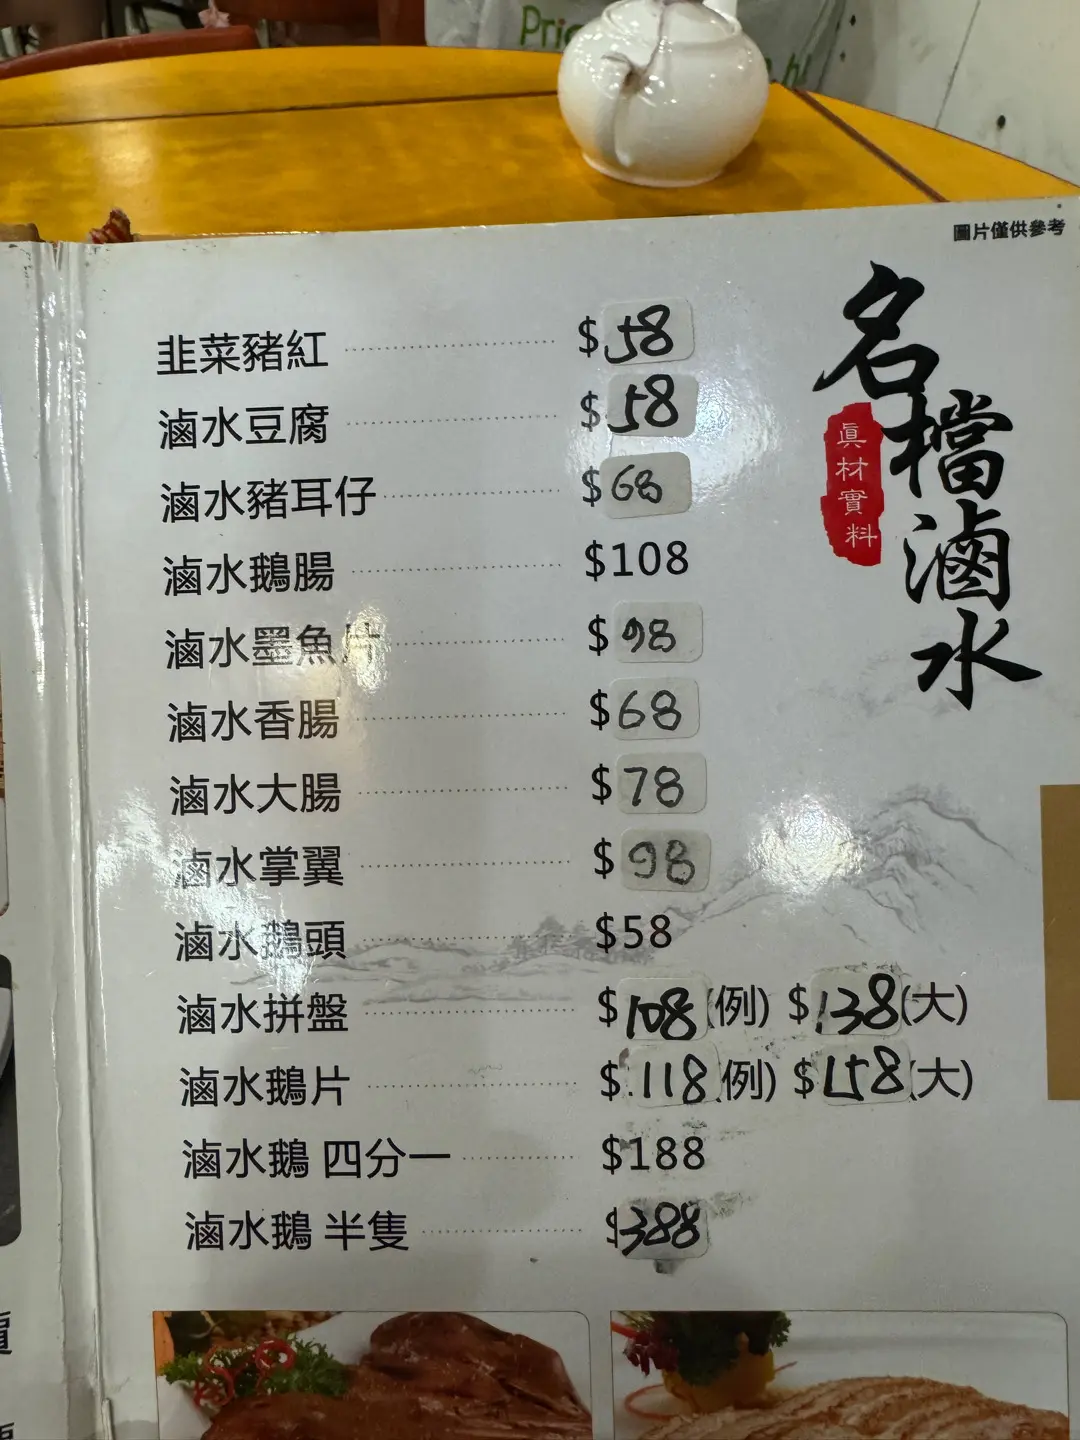 圖片僅供參考
名檔滷水
眞材實料
韭菜豬紅 $58
滷水豆腐 $58
滷水豬耳仔 $68
滷水鵝腸 $108
滷水墨魚片 $98
滷水香腸 $68
滷水大腸 $78
滷水掌翼 $98
滷水鵝頭 $58
滷水拼盤 $108(例) $138(大)
滷水鵝片 $118(例) $158(大)
滷水鵝 四分一 $188
滷水鵝 半隻 $388